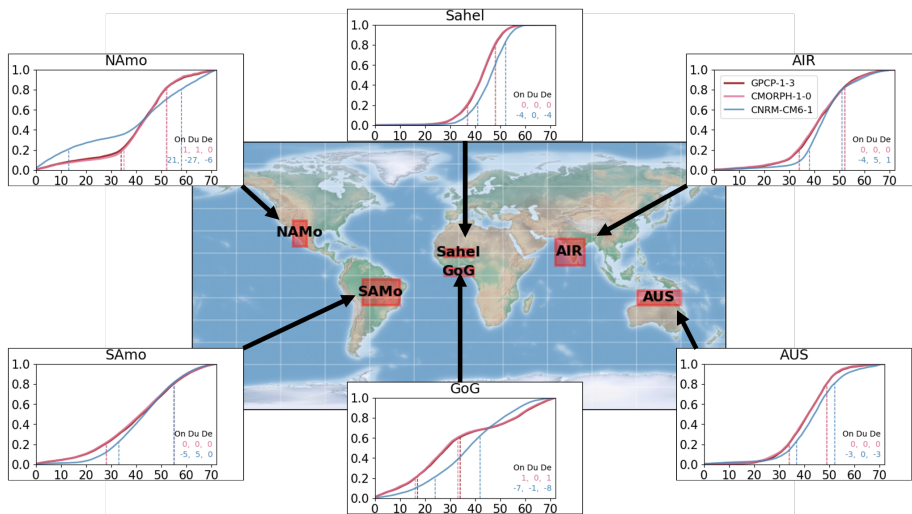 Sahel
1.0
0.8
0.6
0.4
0.2
0.0
On Du De
0, 0, 0
-4, 0, -4
0 10 20 30 40 50 60 70
NAmo
1.0
0.8
0.6
0.4
0.2
0.0
On Du De
1, 1, 0
21, -27, -6
0 10 20 30 40 50 60 70
AIR
1.0
0.8
0.6
0.4
0.2
0.0
GPCP-1-3
CMORPH-1-0
CNRM-CM6-1
On Du De
0, 0, 0
-4, 5, 1
0 10 20 30 40 50 60 70
NAMo
Sahel
AIR
GoG
SAMo
AUS
SAmo
1.0
0.8
0.6
0.4
0.2
0.0
On Du De
0, 0, 0
-5, 5, 0
0 10 20 30 40 50 60 70
GoG
1.0
0.8
0.6
0.4
0.2
0.0
On Du De
1, 0, 1
-7, -1, -8
0 10 20 30 40 50 60 70
AUS
1.0
0.8
0.6
0.4
0.2
0.0
On Du De
0, 0, 0
-3, 0, -3
0 10 20 30 40 50 60 70